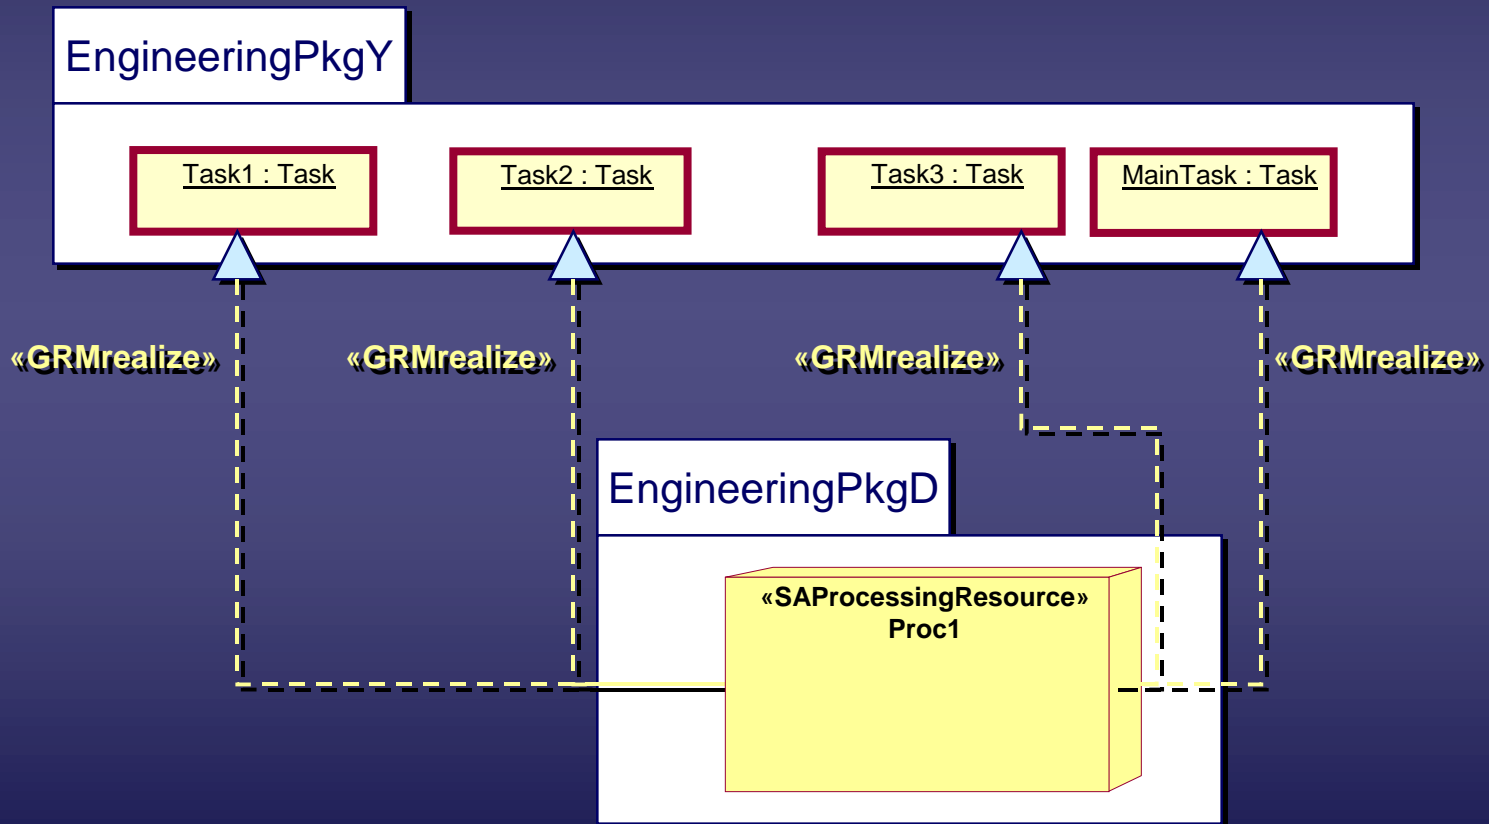 EngineeringPkgY
Task1 : Task
Task2 : Task
Task3 : Task
MainTask : Task
«GRMrealize»
«GRMrealize»
«GRMrealize»
«GRMrealize»
EngineeringPkgD
«SAProcessingResource»
Proc1